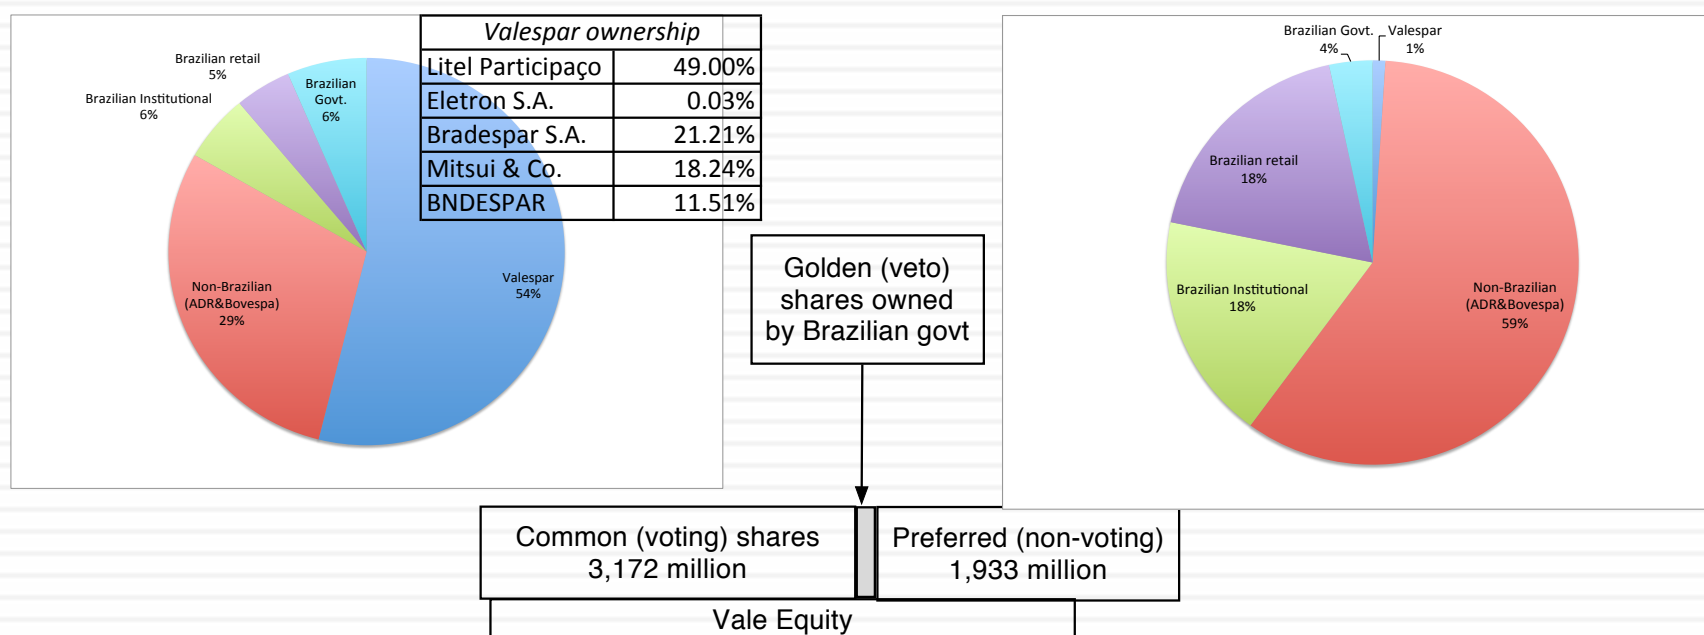 Brazilian retail
5%
Brazilian Institutional
6%
Brazilian
Govt.
6%
Non-Brazilian
(ADR&Bovespa)
29%
Valespar
54%
Valespar ownership
Litel Participaço 49.00%
Eletron S.A. 0.03%
Bradespar S.A. 21.21%
Mitsui & Co. 18.24%
BNDESPAR 11.51%
Golden (veto)
shares owned
by Brazilian govt
Brazilian Govt.
4%
Valespar
1%
Brazilian retail
18%
Brazilian Institutional
18%
Non-Brazilian
(ADR&Bovespa)
59%
Common (voting) shares
3,172 million
Preferred (non-voting)
1,933 million
Vale Equity